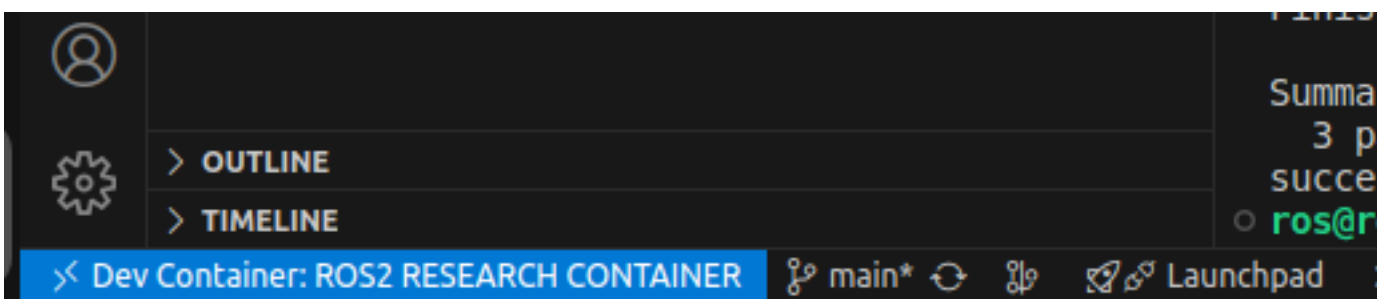 Summa
3 p
succe
ros@r
OUTLINE
TIMELINE
Dev Container: ROS2 RESEARCH CONTAINER
main*
Launchpad